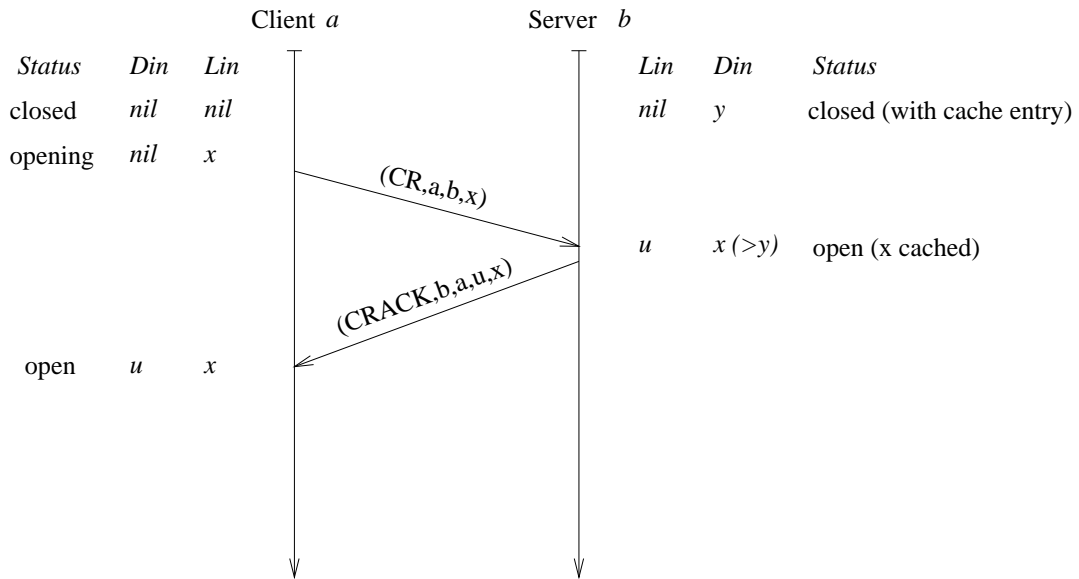 Client a Server b
Status Din Lin Lin Din Status
closed nil nil nil y closed (with cache entry)
opening nil x
(CR,a,b,x)
u x (>y) open (x cached)
(CRACK,b,a,u,x)
open u x